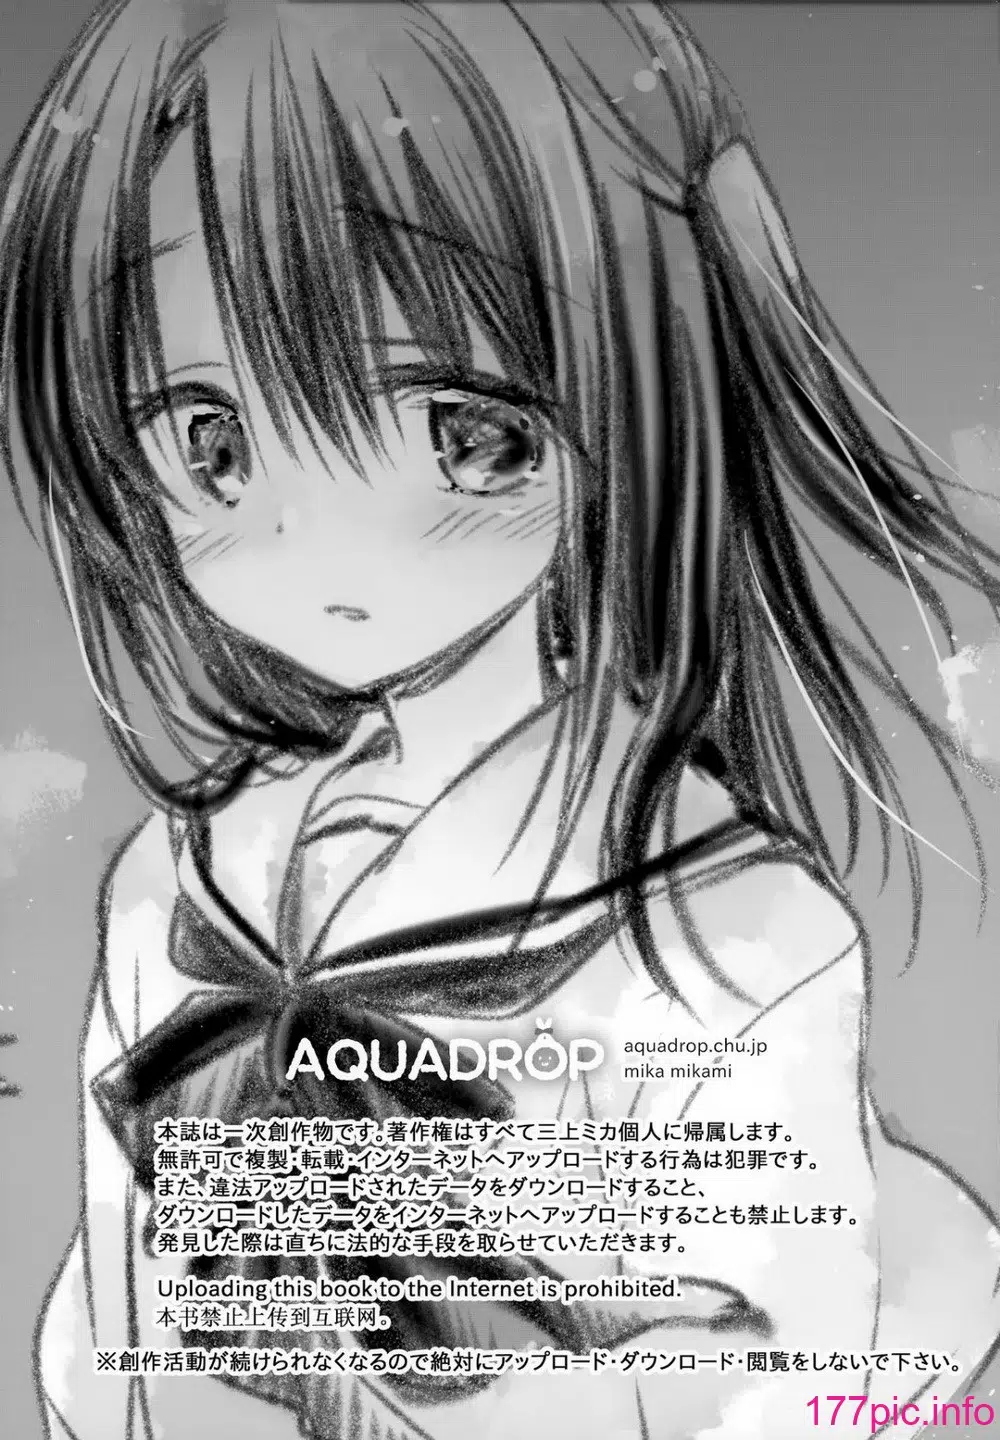 AQUADROP
aquadrop.chu.jp
mika mikami
本誌は一次創作物です。著作権はすべて三上ミカ個人に帰属します。
無許可で複製・転載・インターネットへアップロードする行為は犯罪です。
また、違法アップロードされたデータをダウンロードすること、
ダウンロードしたデータをインターネットへアップロードすることも禁止します。
発見した際は直ちに法的な手段を取らせていただきます。
Uploading this book to the Internet is prohibited.
本书禁止上传到互联网。
※創作活動が続けられなくなるので絶対にアップロード・ダウンロード・閲覧をしないで下さい。
177pic.info